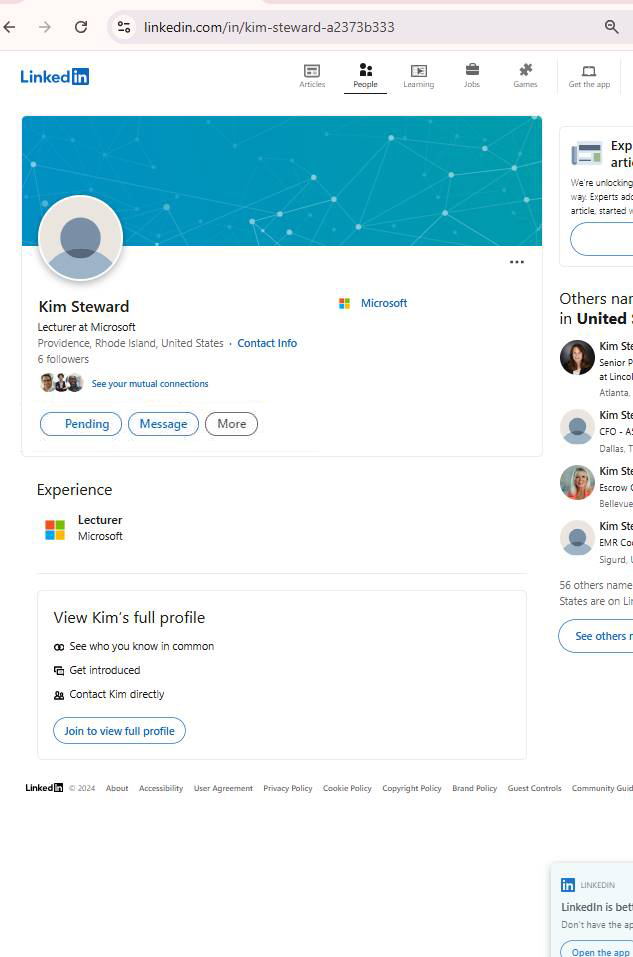 linkedin.com/in/kim-steward-a2373b333
Linkedin
Articles
People
Learning
Jobs
Games
Get the app
Kim Steward
Lecturer at Microsoft
Providence, Rhode Island, United States · Contact Info
6 followers
See your mutual connections
Microsoft
Pending
Message
More
Experience
Lecturer
Microsoft
View Kim's full profile
See who you know in common
Get introduced
Contact Kim directly
Join to view full profile
Exp
artic
We're unlocking
way. Experts add
article, started w
Others nam
in United S
Kim Ste
Senior P
at Lincol
Atlanta,
Kim Ste
CFO - AS
Dallas, T
Kim Ste
Escrow O
Bellevue
Kim Ste
EMR Coo
Sigurd, U
56 others name
States are on Lin
See others n
Linkedin © 2024 About Accessibility User Agreement Privacy Policy Cookie Policy Copyright Policy Brand Policy Guest Controls Community Guid
in LINKEDIN
LinkedIn is bett
Don't have the ap
Open the app